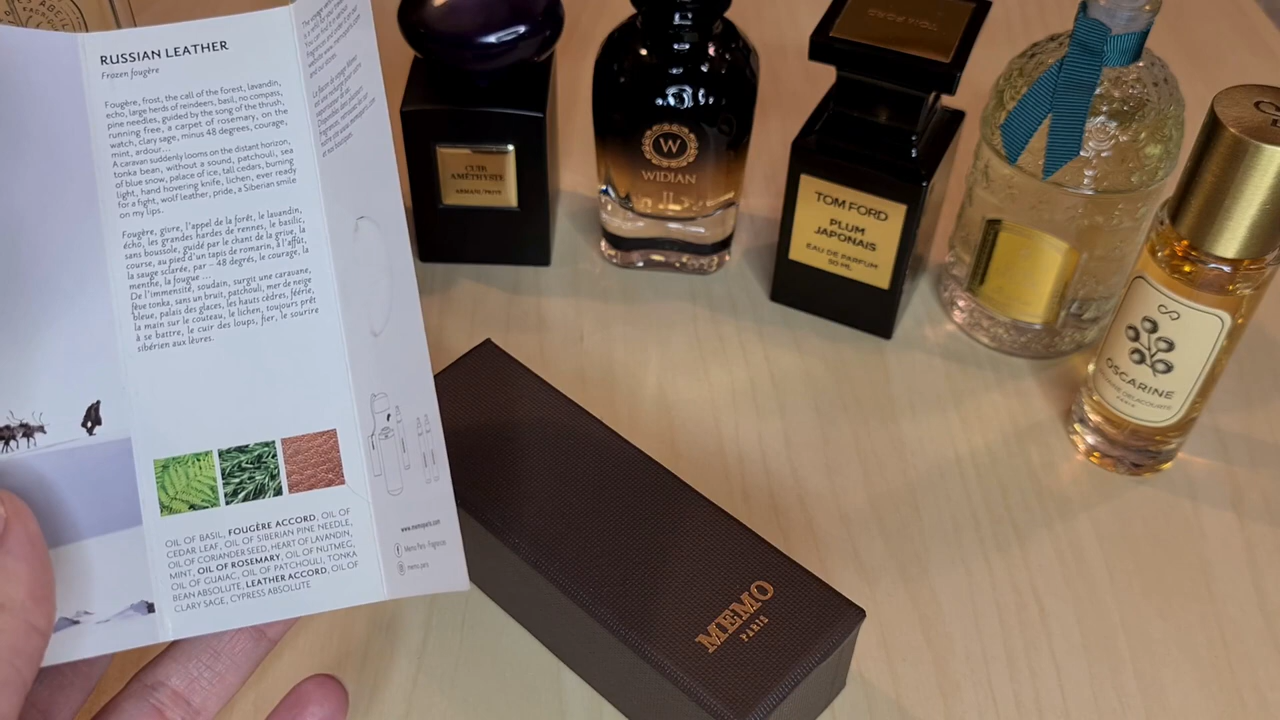 RUSSIAN LEATHER
Frozen fougère
Fougère, frost, the call of the forest, lavandin,
echo, large herds of reindeers, basil, no compass,
pine needles, guided by the song of the thrush,
running free, a carpet of rosemary, on the
watch, clary sage, minus 48 degrees, courage,
mint, ardour...
A caravan suddenly looms on the distant horizon,
tonka bean, without a sound, patchouli, sea
of blue snow, palace of ice, tall cedars, burning
light, hand hovering knife, lichen, ever ready
for a fight, wolf leather, pride, a Siberian smile
on my lips.
Fougère, givre, l'appel de la forêt, le lavandin,
écho, les grandes hardes de rennes, le basilic,
sans boussole, guidé par le chant de la grive, la
course, au pied d'un tapis de romarin, à l'affût,
la sauge sclarée, par – 48 degrés, le courage, la
menthe, la fougue ...
De l'immensité, soudain, surgit une caravane,
fève tonka, sans un bruit, patchouli, mer de neige
bleue, palais des glaces, les hauts cèdres, féérie,
la main sur le couteau, le lichen, toujours prêt
à se battre, le cuir des loups, fier, le sourire
sibérien aux lèvres.
OIL OF BASIL, FOUGÈRE ACCORD, OIL OF
CEDAR LEAF, OIL OF SIBERIAN PINE NEEDLE,
OIL OF CORIANDER SEED, HEART OF LAVANDIN,
MINT, OIL OF ROSEMARY, OIL OF NUTMEG,
OIL OF GUAIAC, OIL OF PATCHOULI, TONKA
BEAN ABSOLUTE, LEATHER ACCORD, OIL OF
CLARY SAGE, CYPRESS ABSOLUTE
www.memoparis.com
Memo Paris - Fragrances
memo.paris
CUIR
AMÉTHYSTE
ARMANI/PRIVÉ
W
WIDIAN
TOM FORD
TOM FORD
PLUM
JAPONAIS
EAU DE PARFUM
50 ML
OSCARINE
PARIS
MEMO
PARIS